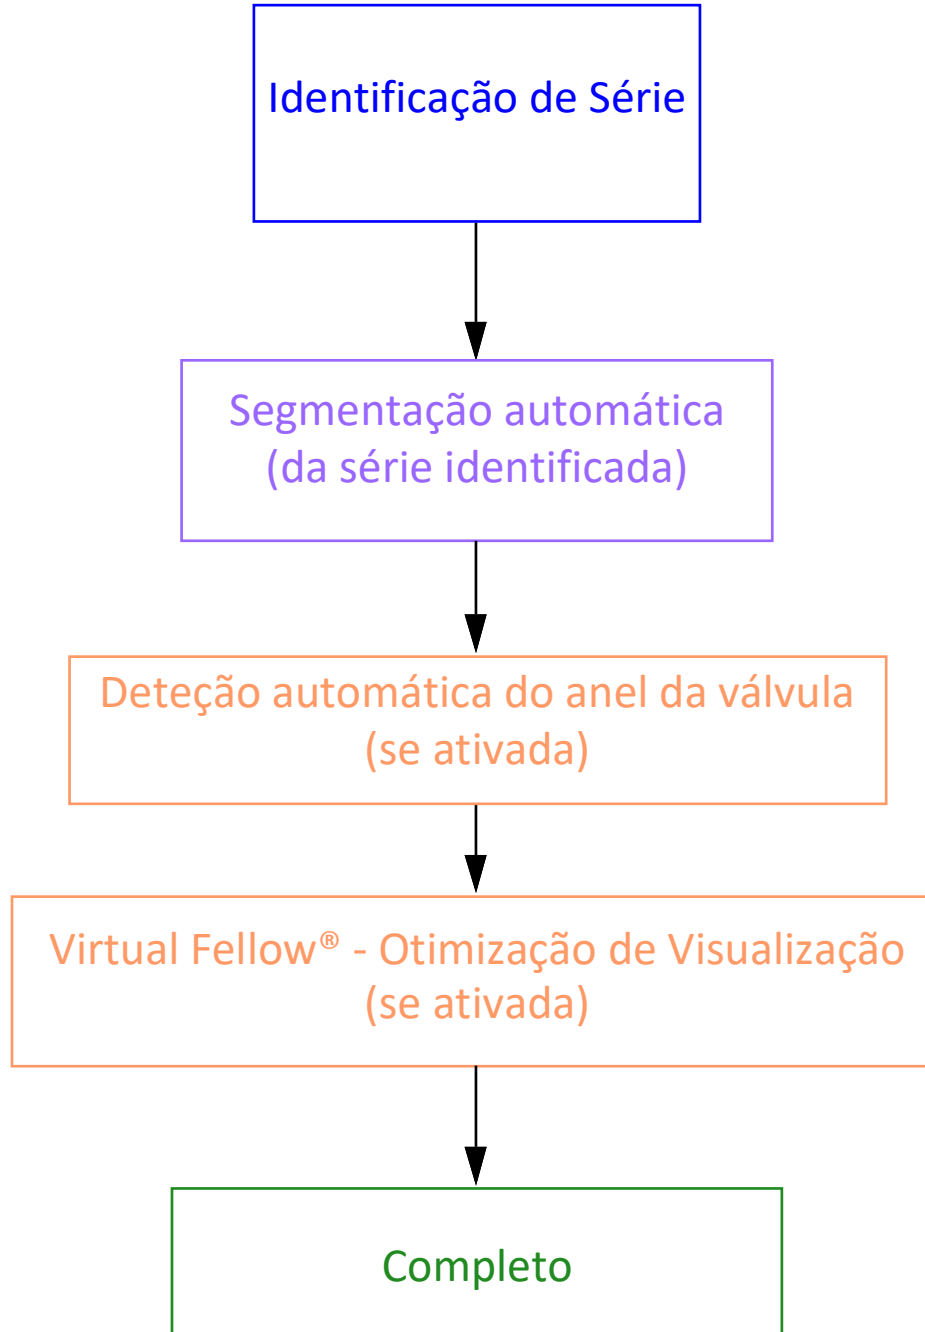 Identificação de Série
Segmentação automática
(da série identificada)
Deteção automática do anel da válvula
(se ativada)
Virtual Fellow® - Otimização de Visualização
(se ativada)
Completo